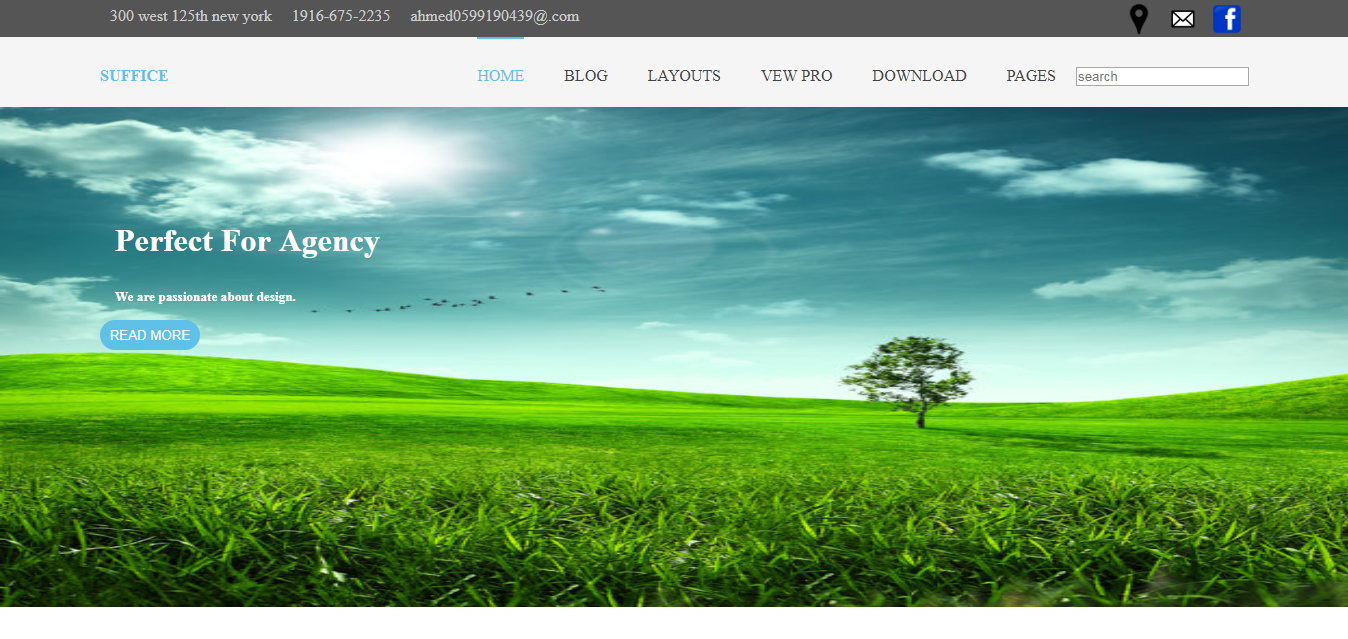 300 west 125th new york 1916-675-2235 ahmed0599190439@.com
SUFFICE HOME BLOG LAYOUTS VEW PRO DOWNLOAD PAGES search
Perfect For Agency
We are passionate about design.
READ MORE